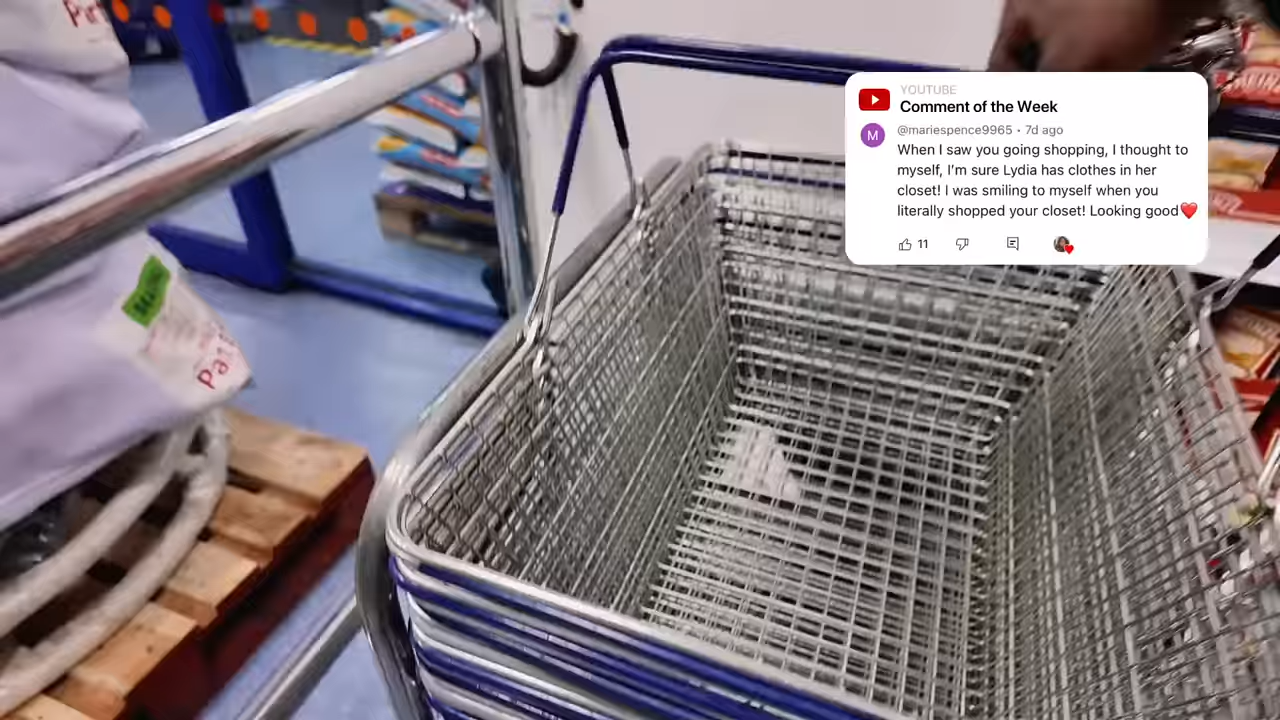 YOUTUBE
Comment of the Week
M
@mariespence9965 • 7d ago
When I saw you going shopping, I thought to
myself, I'm sure Lydia has clothes in her
closet! I was smiling to myself when you
literally shopped your closet! Looking good❤️
11